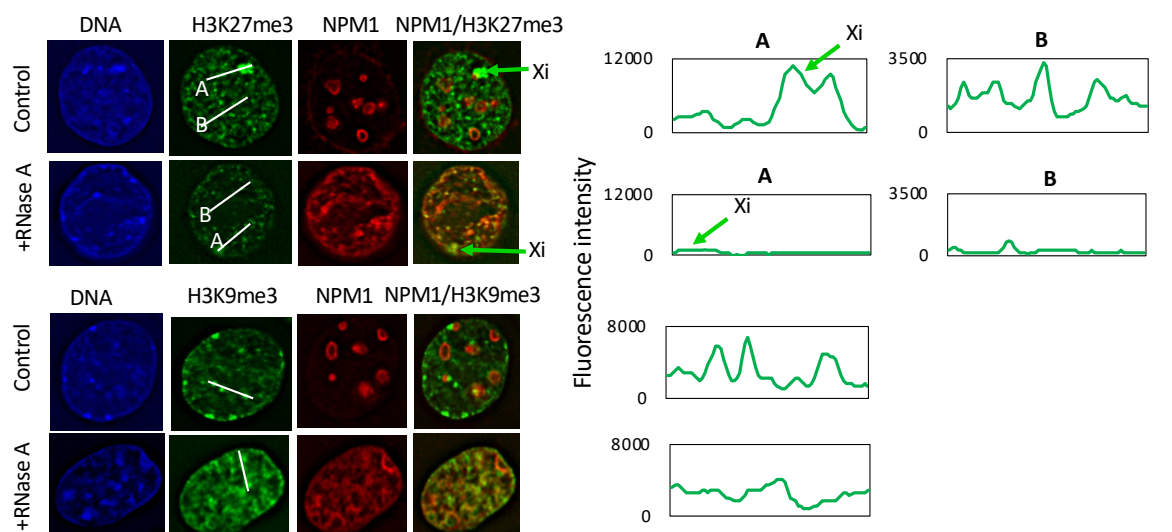 DNA H3K27me3 NPM1 NPM1/H3K27me3
Control
A
B
Xi
+RNase A
B
A
Xi
DNA H3K9me3 NPM1 NPM1/H3K9me3
Control
+RNase A
Fluorescence intensity
A
Xi
12000
0
B
3500
0
A
Xi
12000
0
B
3500
0
8000
0
8000
0